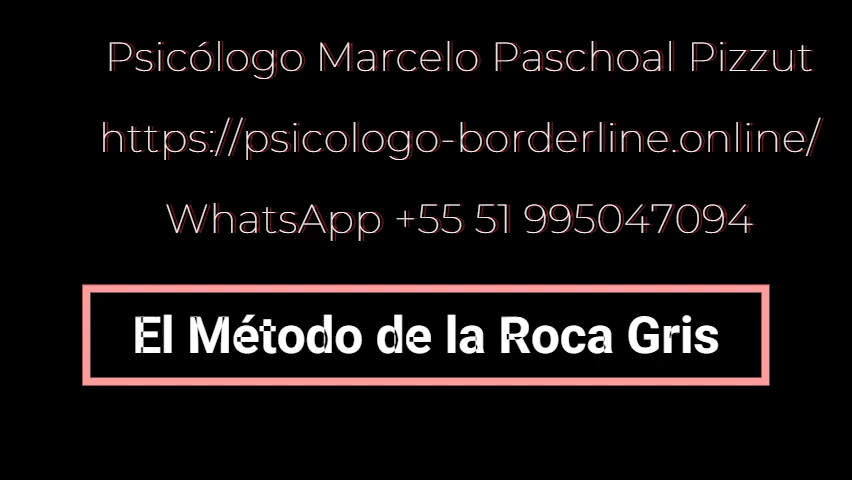 Psicólogo Marcelo Paschoal Pizzut
https://psicologo-borderline.online/
WhatsApp +55 51 995047094
El Método de la Roca Gris